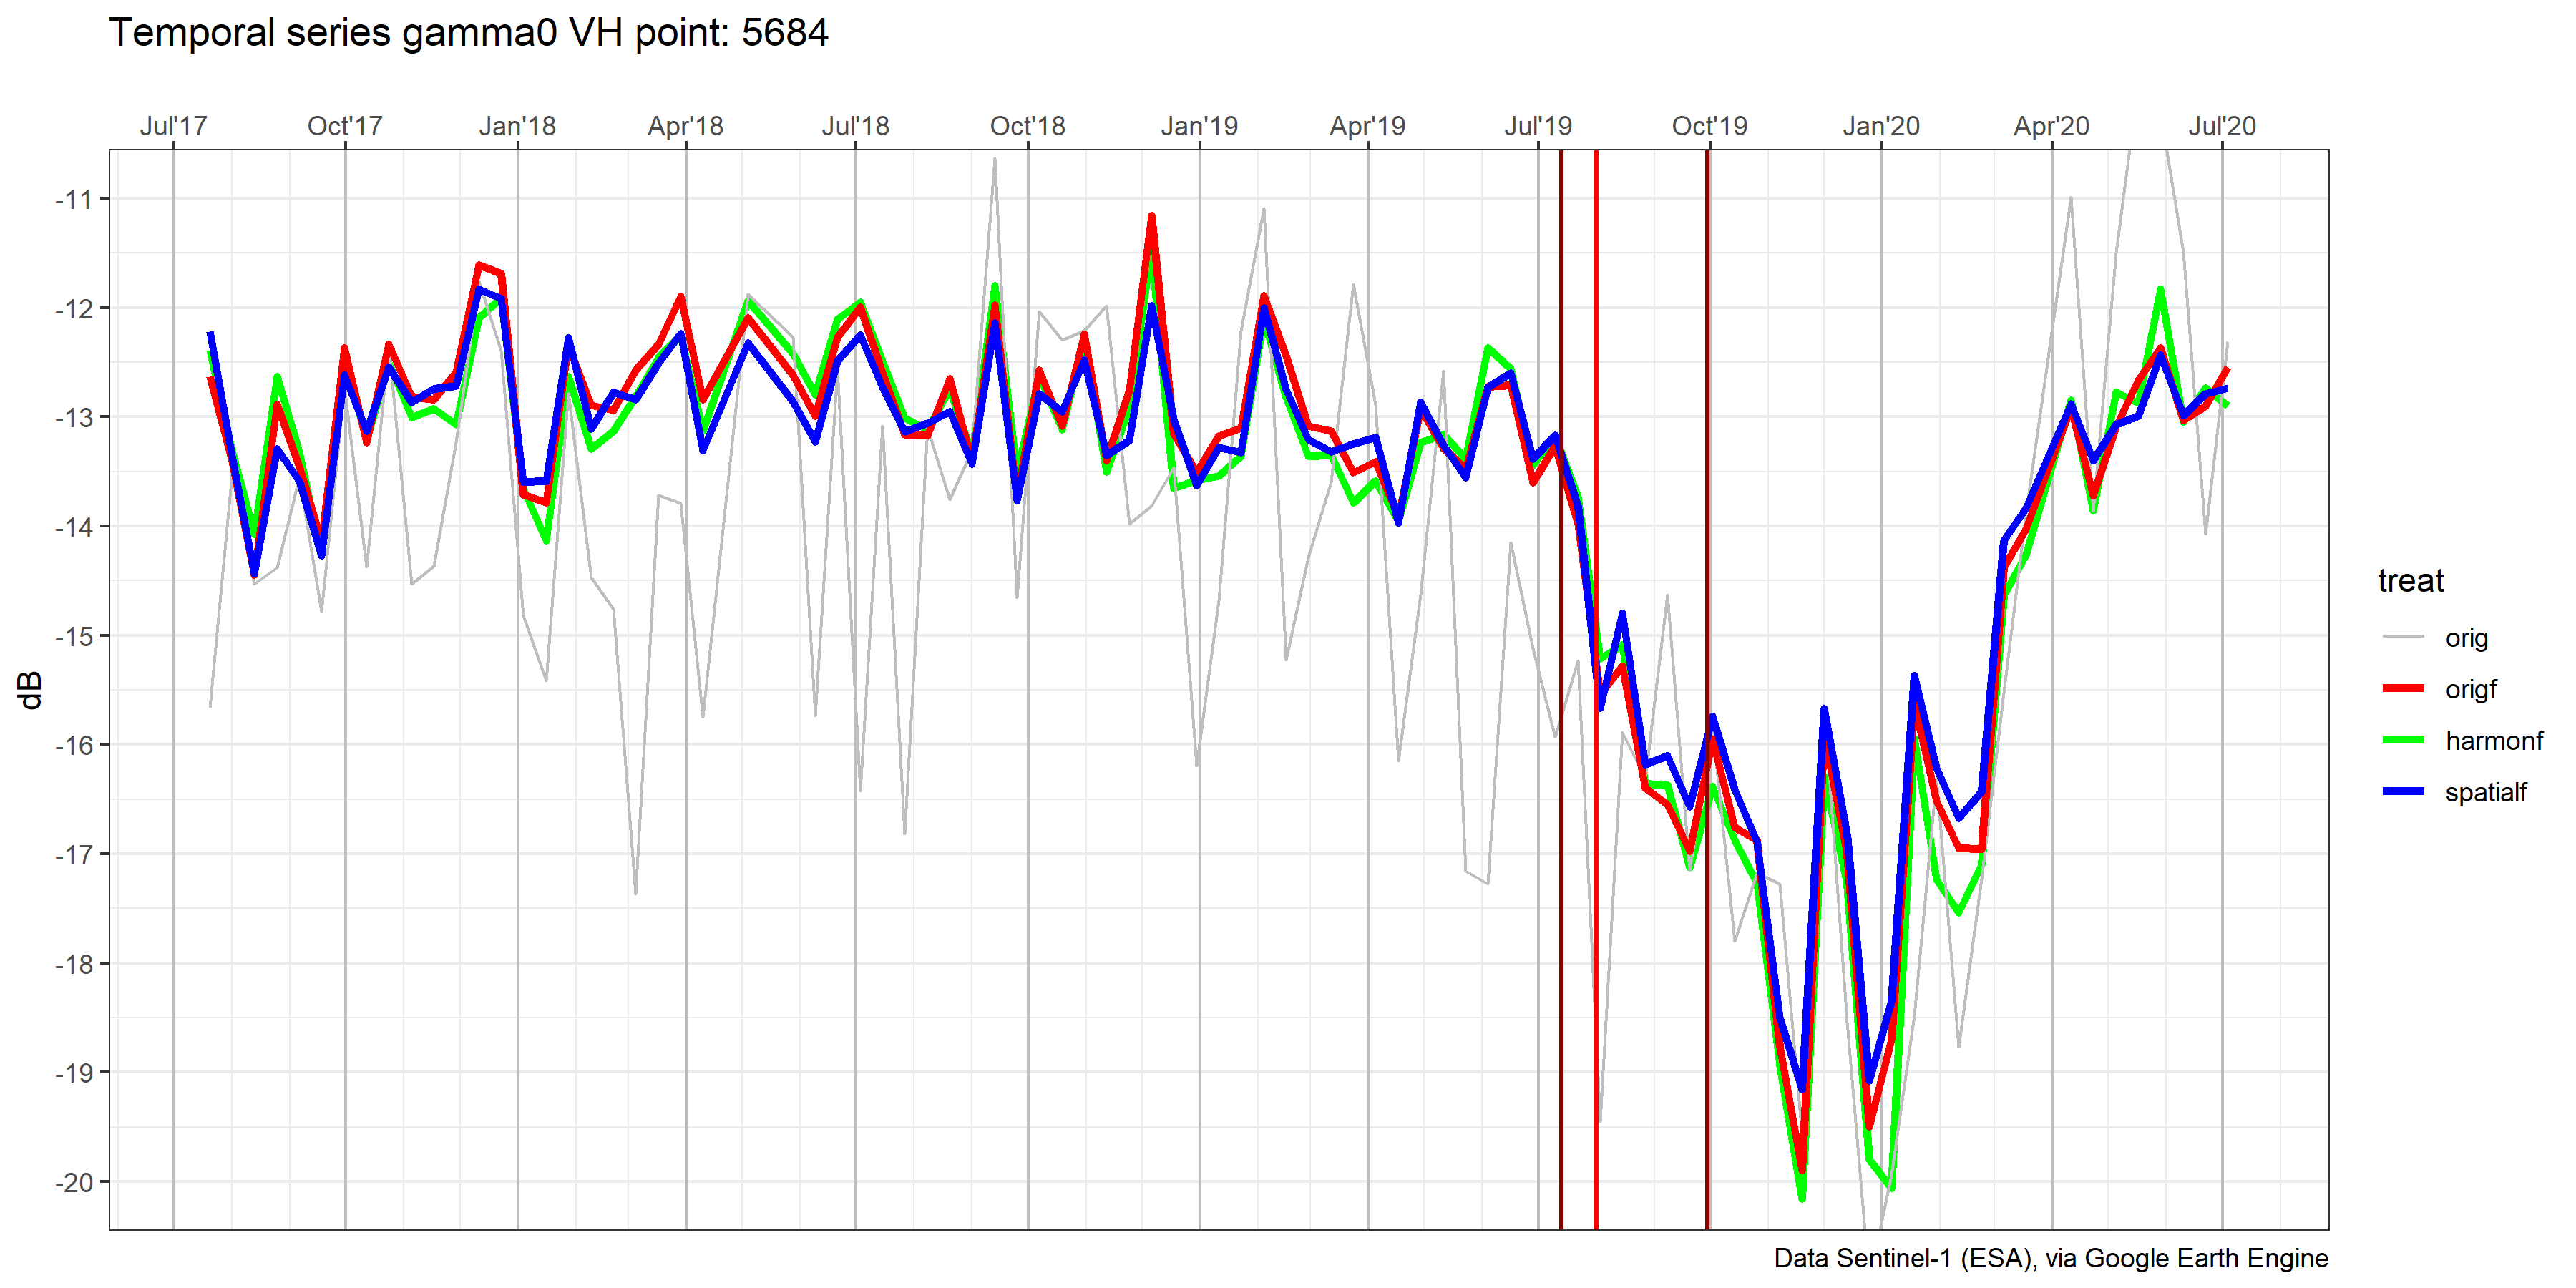 Temporal series gamma0 VH point: 5684
Jul'17 Oct'17 Jan'18 Apr'18 Jul'18 Oct'18 Jan'19 Apr'19 Jul'19 Oct'19 Jan'20 Apr'20 Jul'20
-11
-12
-13
-14
-15
-16
-17
-18
-19
-20
dB
treat
orig
origf
harmonf
spatialf
Data Sentinel-1 (ESA), via Google Earth Engine